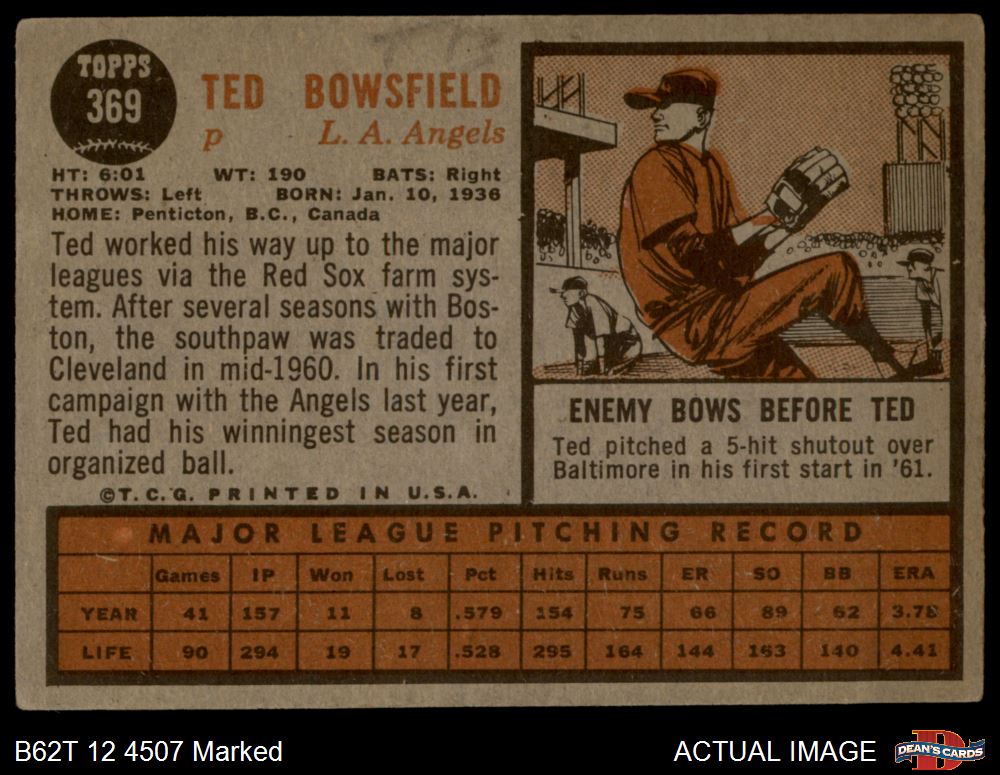 TOPPS
369
TED BOWSFIELD
p L. A. Angels
HT: 6:01 WT: 190 BATS: Right
THROWS: Left BORN: Jan. 10, 1936
HOME: Penticton, B.C., Canada
Ted worked his way up to the major
leagues via the Red Sox farm sys-
tem. After several seasons with Bos-
ton, the southpaw was traded to
Cleveland in mid-1960. In his first
campaign with the Angels last year,
Ted had his winningest season in
organized ball.
©T.C.G. PRINTED IN U.S.A.
ENEMY BOWS BEFORE TED
Ted pitched a 5-hit shutout over
Baltimore in his first start in '61.
MAJOR LEAGUE PITCHING RECORD
Games IP Won Lost Pct Hits Runs ER SO BB ERA
YEAR 41 157 11 8 .579 154 75 66 89 62 3.78
LIFE 90 294 19 17 .528 295 164 144 163 140 4.41
B62T 12 4507 Marked
ACTUAL IMAGE
DEAN'S CARDS